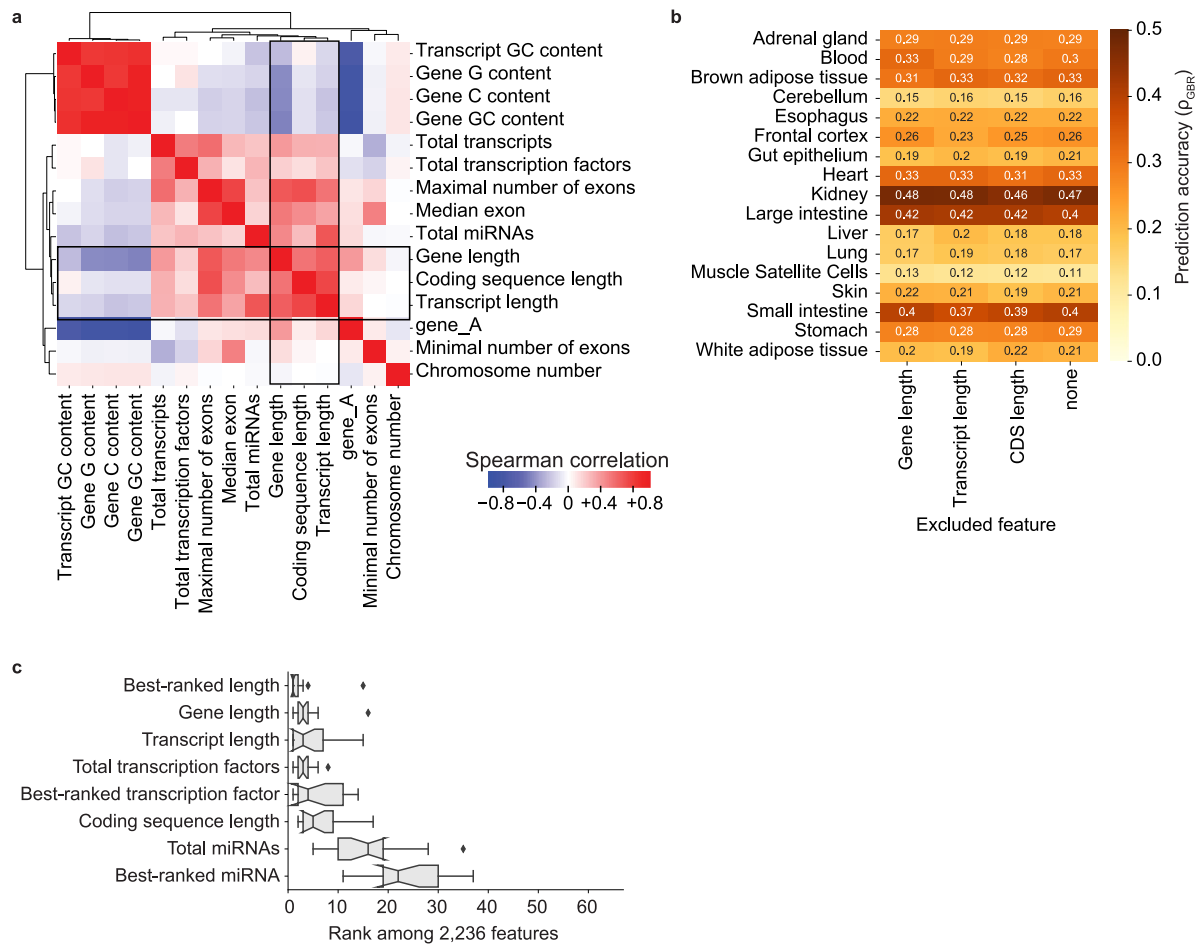 a
Transcript GC content
Gene G content
Gene C content
Gene GC content
Total transcripts
Total transcription factors
Maximal number of exons
Median exon
Total miRNAs
Gene length
Coding sequence length
Transcript length
gene_A
Minimal number of exons
Chromosome number
Transcript GC content
Gene G content
Gene C content
Gene GC content
Total transcripts
Total transcription factors
Maximal number of exons
Median exon
Total miRNAs
Gene length
Coding sequence length
Transcript length
gene_A
Minimal number of exons
Chromosome number
Spearman correlation
−0.8 −0.4 0 +0.4 +0.8
b
Adrenal gland 0.29 0.29 0.29 0.29
Blood 0.33 0.29 0.28 0.3
Brown adipose tissue 0.31 0.33 0.32 0.33
Cerebellum 0.15 0.16 0.15 0.16
Esophagus 0.22 0.22 0.22 0.22
Frontal cortex 0.26 0.23 0.25 0.26
Gut epithelium 0.19 0.2 0.19 0.21
Heart 0.33 0.33 0.31 0.33
Kidney 0.48 0.48 0.46 0.47
Large intestine 0.42 0.42 0.42 0.4
Liver 0.17 0.2 0.18 0.18
Lung 0.17 0.19 0.18 0.17
Muscle Satellite Cells 0.13 0.12 0.12 0.11
Skin 0.22 0.21 0.19 0.21
Small intestine 0.4 0.37 0.39 0.4
Stomach 0.28 0.28 0.28 0.29
White adipose tissue 0.2 0.19 0.22 0.21
Gene length
Transcript length
CDS length
none
Excluded feature
0.5
0.4
0.3
0.2
0.1
0.0
Prediction accuracy (ρGBR)
c
Best-ranked length
Gene length
Transcript length
Total transcription factors
Best-ranked transcription factor
Coding sequence length
Total miRNAs
Best-ranked miRNA
0 10 20 30 40 50 60
Rank among 2,236 features